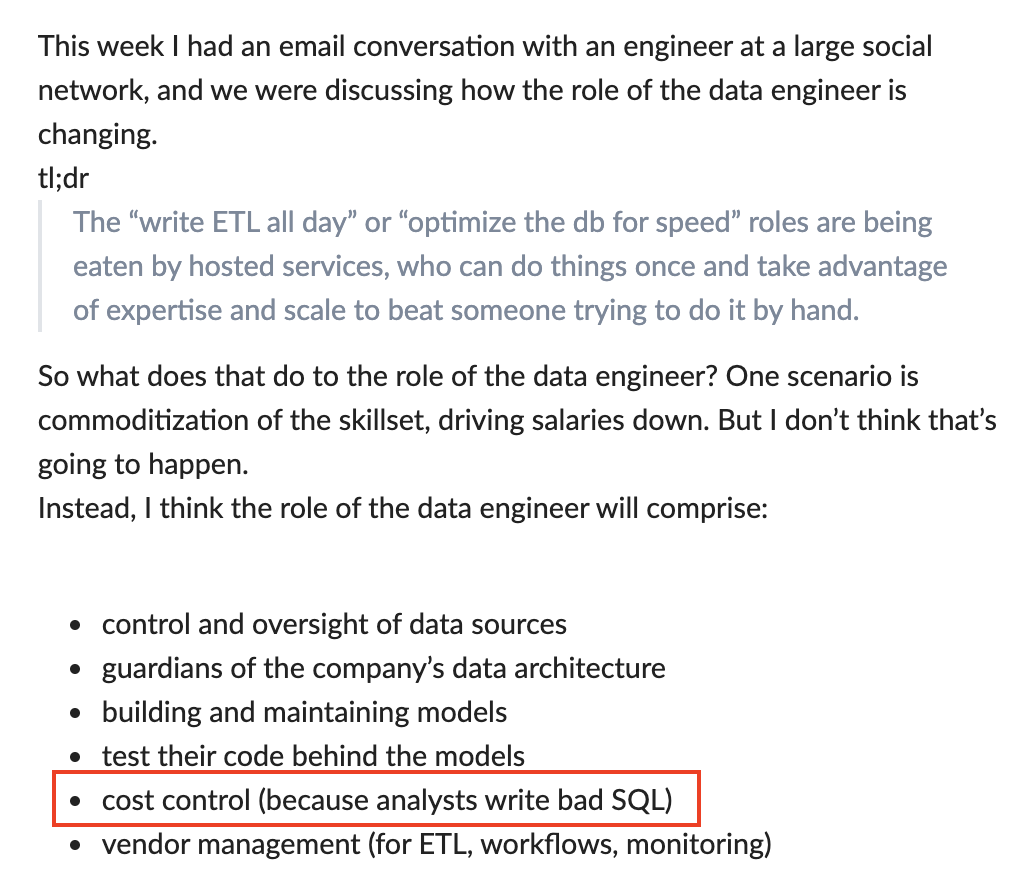 This week I had an email conversation with an engineer at a large social
network, and we were discussing how the role of the data engineer is
changing.
tl;dr
The “write ETL all day” or “optimize the db for speed” roles are being
eaten by hosted services, who can do things once and take advantage
of expertise and scale to beat someone trying to do it by hand.
So what does that do to the role of the data engineer? One scenario is
commoditization of the skillset, driving salaries down. But I don’t think that’s
going to happen.
Instead, I think the role of the data engineer will comprise:
• control and oversight of data sources
• guardians of the company’s data architecture
• building and maintaining models
• test their code behind the models
• cost control (because analysts write bad SQL)
• vendor management (for ETL, workflows, monitoring)